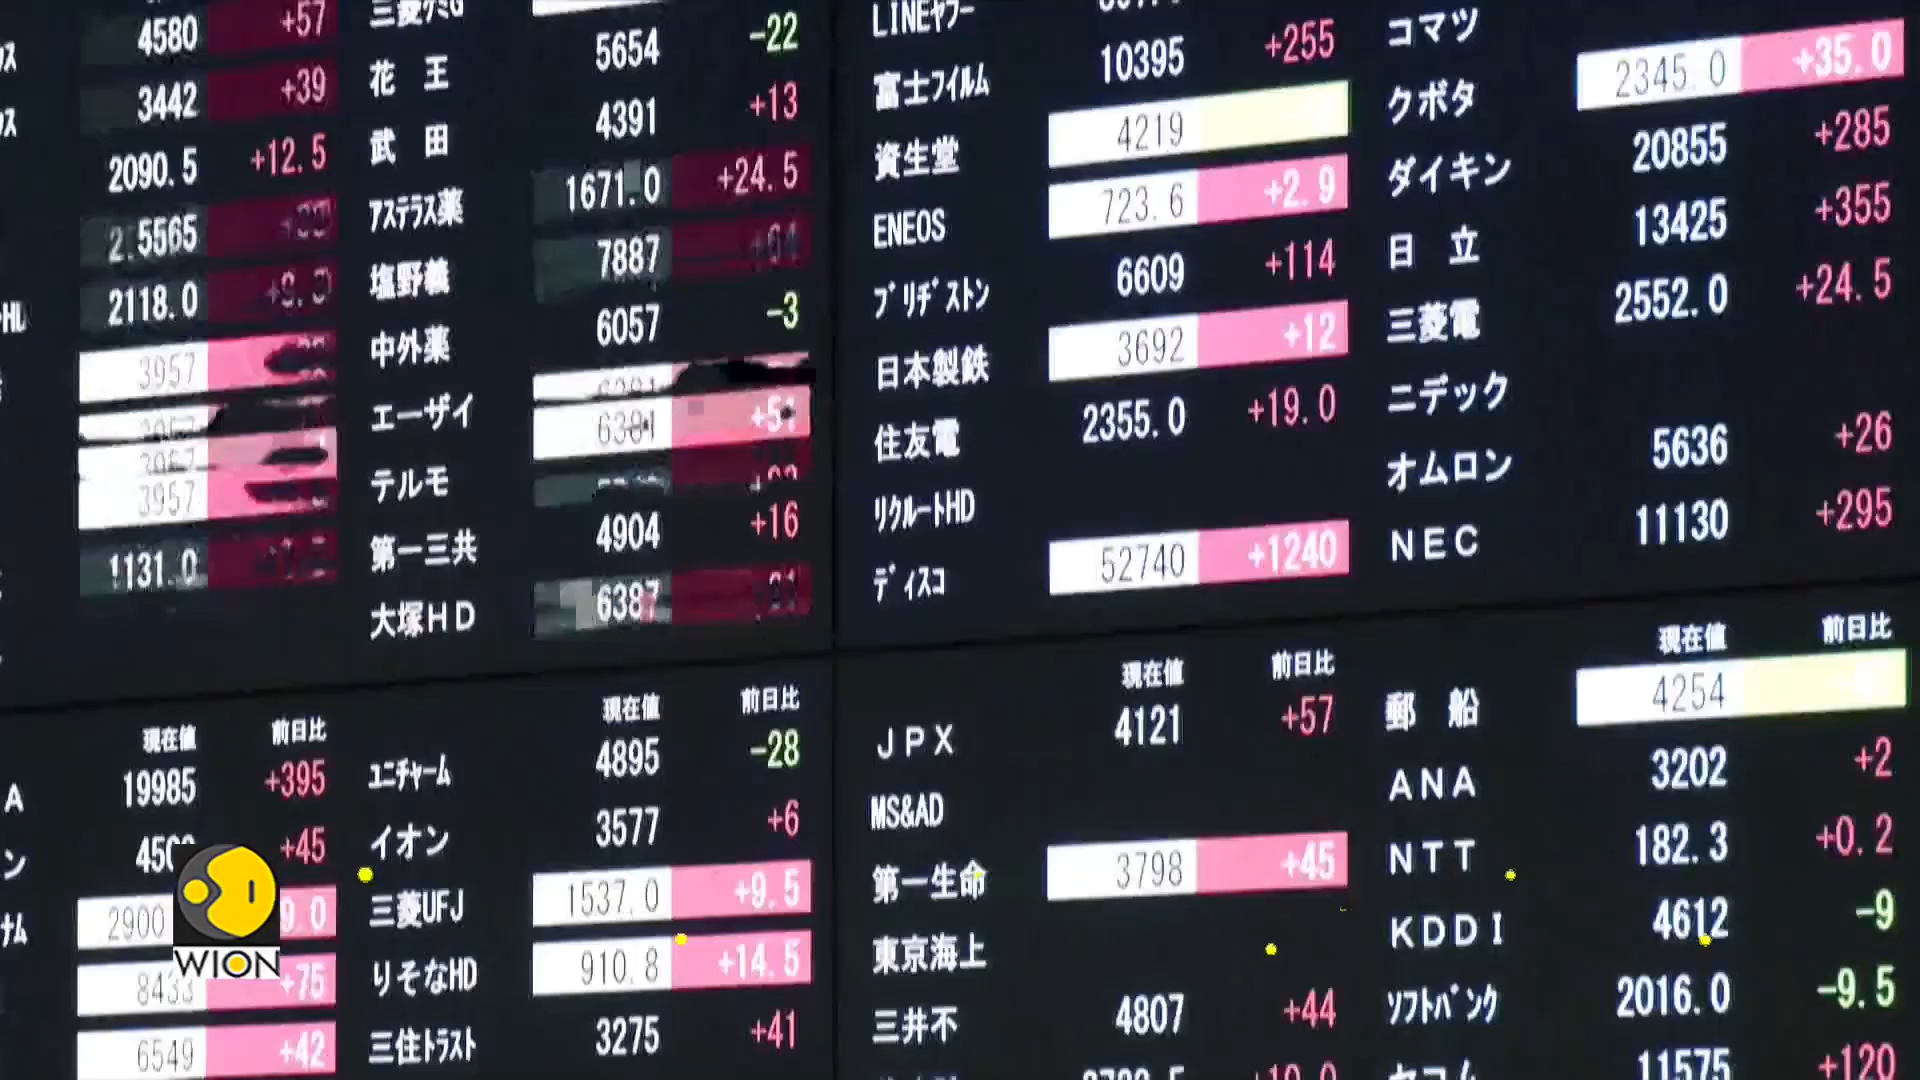 4580 +57
3442 +39
2090.5 +12.5
5565
2118.0
3957
3957
1131.0
三菱ケミG
花王 5654 -22
武田 4391 +13
アステラス薬 1671.0 +24.5
塩野義 7887
中外薬 6057 -3
エーザイ 6381
テルモ
第一三共 4904 +16
大塚HD 6387
LINEヤフー
富士フイルム 10395 +255
資生堂 4219
ENEOS 723.6 +2.9
ブリヂストン 6609 +114
日本製鉄 3692 +12
住友電 2355.0 +19.0
リクルートHD
ディスコ 52740 +1240
コマツ
クボタ 2345.0 +35.0
ダイキン 20855 +285
日立 13425 +355
三菱電 2552.0 +24.5
ニデック
オムロン 5636 +26
NEC 11130 +295
現在値 前日比
19985 +395
+45
2900
8433 +75
6549 +42
現在値 前日比
ユニチャーム 4895 -28
イオン 3577 +6
三菱UFJ 1537.0 +9.5
りそなHD 910.8 +14.5
三住トラスト 3275 +41
現在値 前日比
JPX 4121 +57
MS&AD
第一生命 3798 +45
東京海上
三井不 4807 +44
現在値 前日比
郵船 4254
ANA 3202 +2
NTT 182.3 +0.2
KDDI 4612 -9
ソフトバンク 2016.0 -9.5
11575 +120
WION